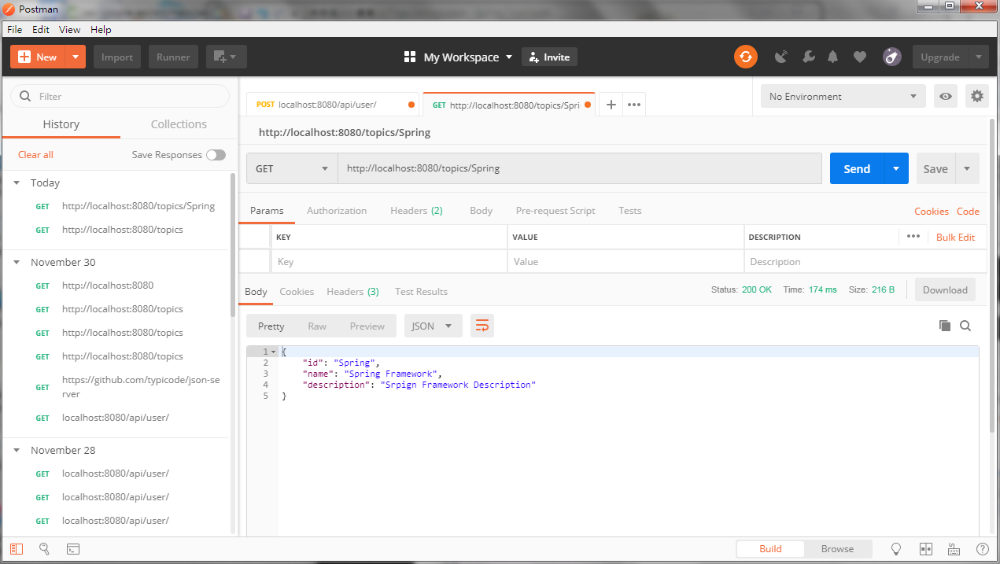 Postman
File Edit View Help
New Import Runner My Workspace Invite Upgrade
Filter
History Collections
Clear all Save Responses
Today
GET http://localhost:8080/topics/Spring
GET http://localhost:8080/topics
November 30
GET http://localhost:8080
GET http://localhost:8080/topics
GET http://localhost:8080/topics
GET http://localhost:8080/topics
GET https://github.com/typicode/json-se
rver
GET localhost:8080/api/user/
November 28
GET localhost:8080/api/user/
GET localhost:8080/api/user/
GET localhost:8080/api/user/
POST localhost:8080/api/user/ GET http://localhost:8080/topics/Spri No Environment
http://localhost:8080/topics/Spring
GET http://localhost:8080/topics/Spring Send Save
Params Authorization Headers (2) Body Pre-request Script Tests Cookies Code
KEY VALUE DESCRIPTION Bulk Edit
Key Value Description
Body Cookies Headers (3) Test Results Status: 200 OK Time: 174 ms Size: 216 B Download
Pretty Raw Preview JSON
1 {
2 "id": "Spring",
3 "name": "Spring Framework",
4 "description": "Srpign Framework Description"
5 }
Build Browse